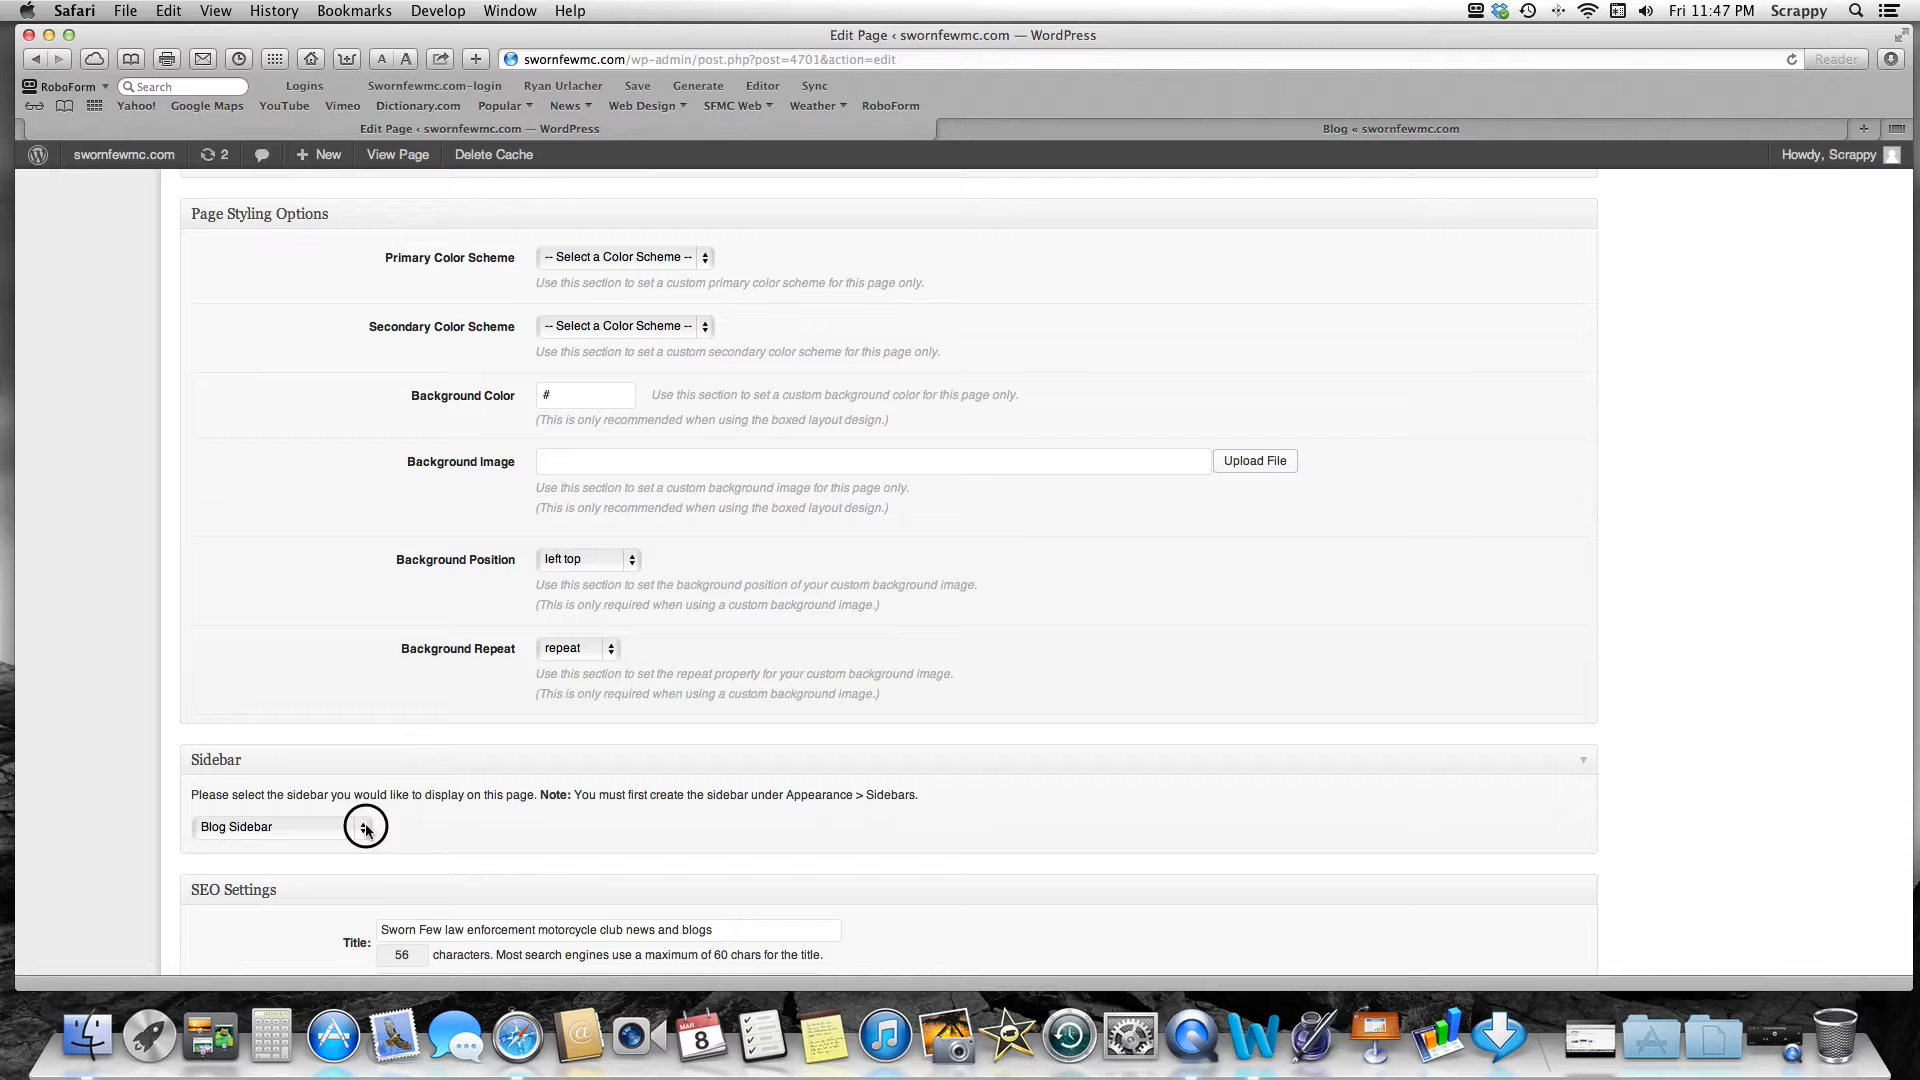 Safari File Edit View History Bookmarks Develop Window Help Fri 11:47 PM Scrappy
Edit Page ‹ swornfewmc.com — WordPress
A A swornfewmc.com/wp-admin/post.php?post=4701&action=edit Reader
RoboForm Search Logins Swornfewmc.com-login Ryan Urlacher Save Generate Editor Sync
Yahoo! Google Maps YouTube Vimeo Dictionary.com Popular News Web Design SFMC Web Weather RoboForm
Edit Page ‹ swornfewmc.com — WordPress Blog « swornfewmc.com
swornfewmc.com 2 + New View Page Delete Cache Howdy, Scrappy
Page Styling Options
Primary Color Scheme -- Select a Color Scheme --
Use this section to set a custom primary color scheme for this page only.
Secondary Color Scheme -- Select a Color Scheme --
Use this section to set a custom secondary color scheme for this page only.
Background Color # Use this section to set a custom background color for this page only.
(This is only recommended when using the boxed layout design.)
Background Image Upload File
Use this section to set a custom background image for this page only.
(This is only recommended when using the boxed layout design.)
Background Position left top
Use this section to set the background position of your custom background image.
(This is only required when using a custom background image.)
Background Repeat repeat
Use this section to set the repeat property for your custom background image.
(This is only required when using a custom background image.)
Sidebar
Please select the sidebar you would like to display on this page. Note: You must first create the sidebar under Appearance > Sidebars.
Blog Sidebar
SEO Settings
Title: Sworn Few law enforcement motorcycle club news and blogs
56 characters. Most search engines use a maximum of 60 chars for the title.
MAR
8